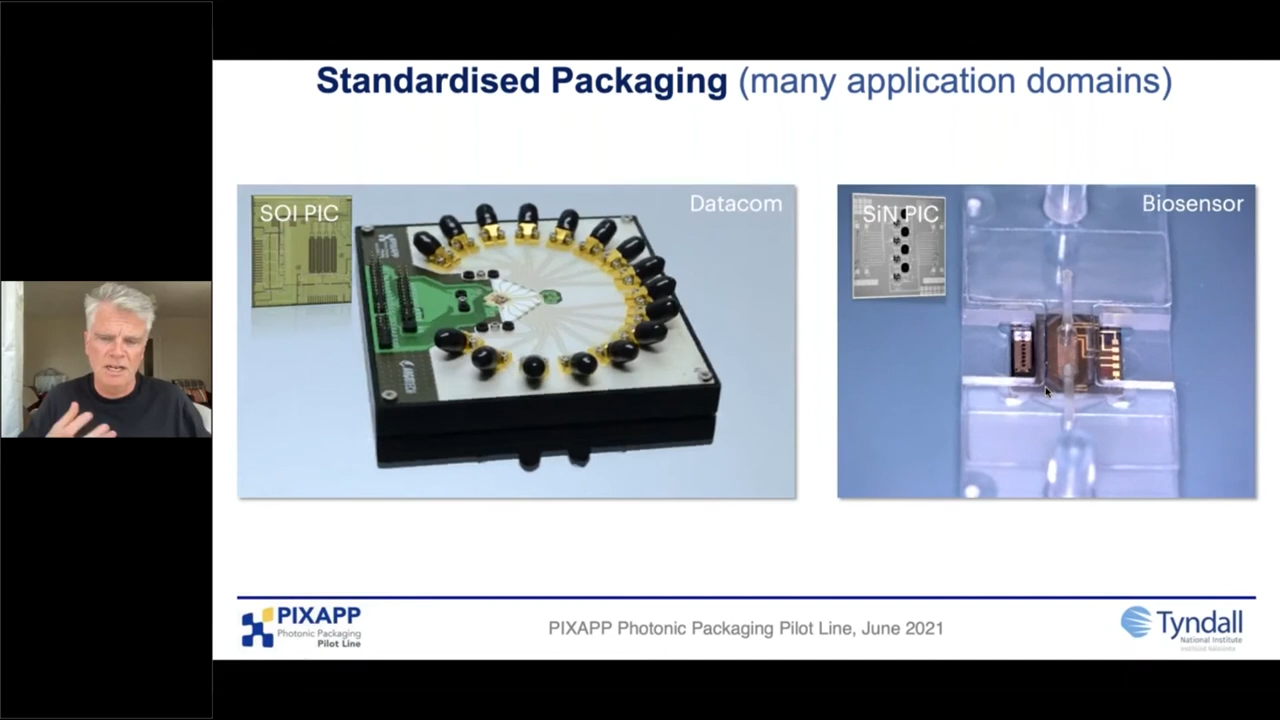 Standardised Packaging (many application domains)
SOI PIC
Datacom
SiN PIC
Biosensor
PIXAPP
Photonic Packaging
Pilot Line
PIXAPP Photonic Packaging Pilot Line, June 2021
Tyndall
National Institute